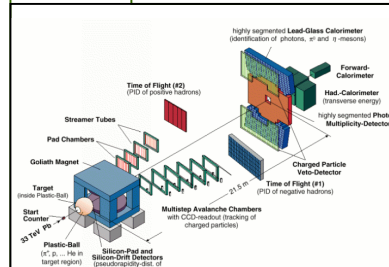 highly segmented Lead-Glass Calorimeter
(identification of photons, π° and η -mesons)
Forward-
Calorimeter
Had.-Calorimeter
(transverse energy)
highly segmented Photon
Multiplicity-Detector
Time of Flight (#2)
(PID of positive hadrons)
Streamer Tubes
Pad Chambers
Goliath Magnet
Target
(inside Plastic-Ball)
Start
Counter
33 TeV Pb
Plastic-Ball
(π⁺, p, ... He in
target region)
Silicon-Pad and
Silicon-Drift Detectors
(pseudorapidity-dist. of
Multistep Avalanche Chambers
with CCD-readout (tracking of
charged particles)
21.5 m
Charged Particle
Veto-Detector
Time of Flight (#1)
(PID of negative hadrons)